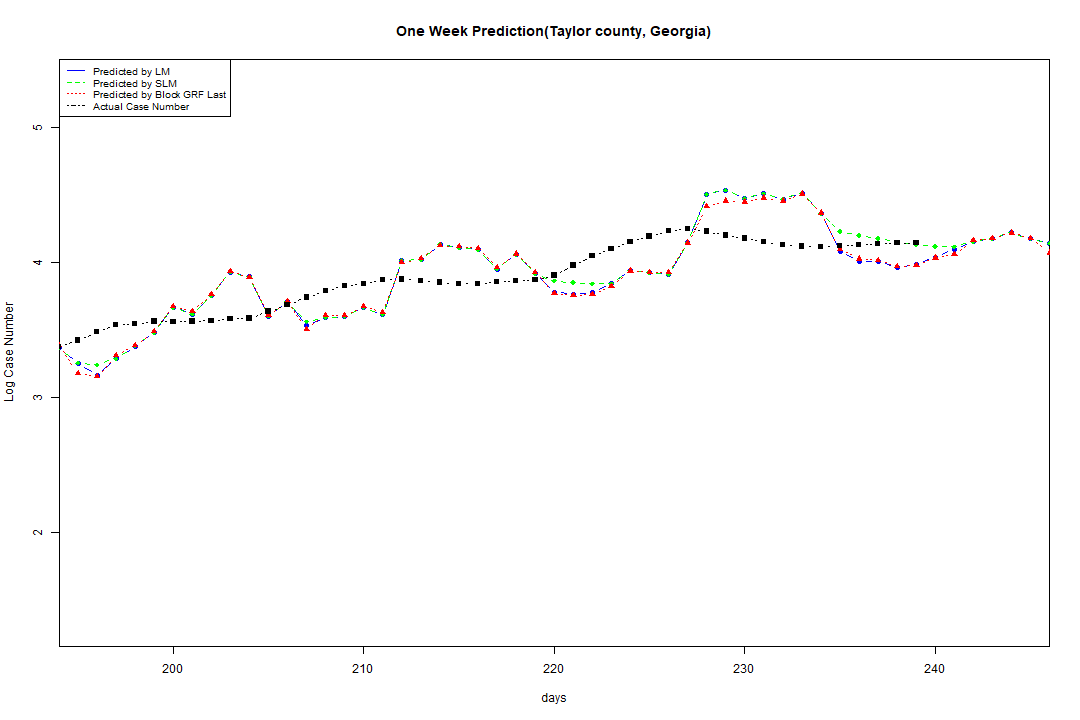 One Week Prediction(Taylor county, Georgia)
Predicted by LM
Predicted by SLM
Predicted by Block GRF Last
Actual Case Number
5
4
3
2
Log Case Number
200 210 220 230 240
days